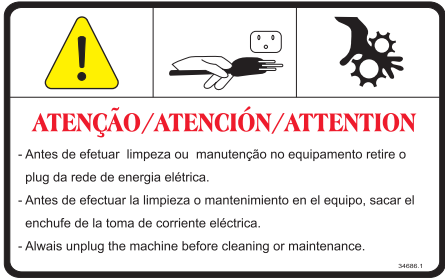 ATENÇÃO/ATENCIÓN/ATTENTION
- Antes de efetuar limpeza ou manutenção no equipamento retire o
plug da rede de energia elétrica.
- Antes de efectuar la limpieza o mantenimiento en el equipo, sacar el
enchufe de la toma de corriente eléctrica.
- Alwais unplug the machine before cleaning or maintenance.
34686.1